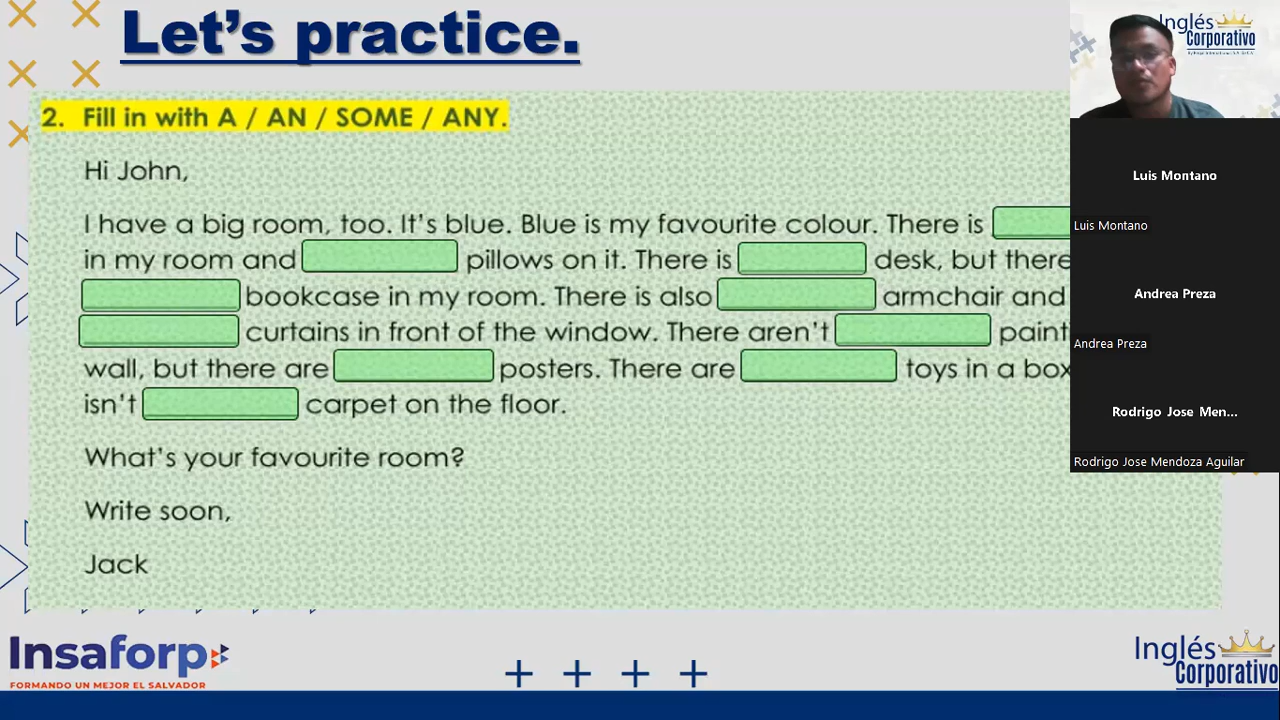 Let's practice.
2. Fill in with A / AN / SOME / ANY.
Hi John,
I have a big room, too. It's blue. Blue is my favourite colour. There is
in my room and pillows on it. There is desk, but there
bookcase in my room. There is also armchair and
curtains in front of the window. There aren't paint
wall, but there are posters. There are toys in a box
isn't carpet on the floor.
What's your favourite room?
Write soon,
Jack
Insaforp
FORMANDO UN MEJOR EL SALVADOR
Inglés
Corporativo
Inglés
Corporativo
Luis Montano
Luis Montano
Andrea Preza
Andrea Preza
Rodrigo Jose Men...
Rodrigo Jose Mendoza Aguilar